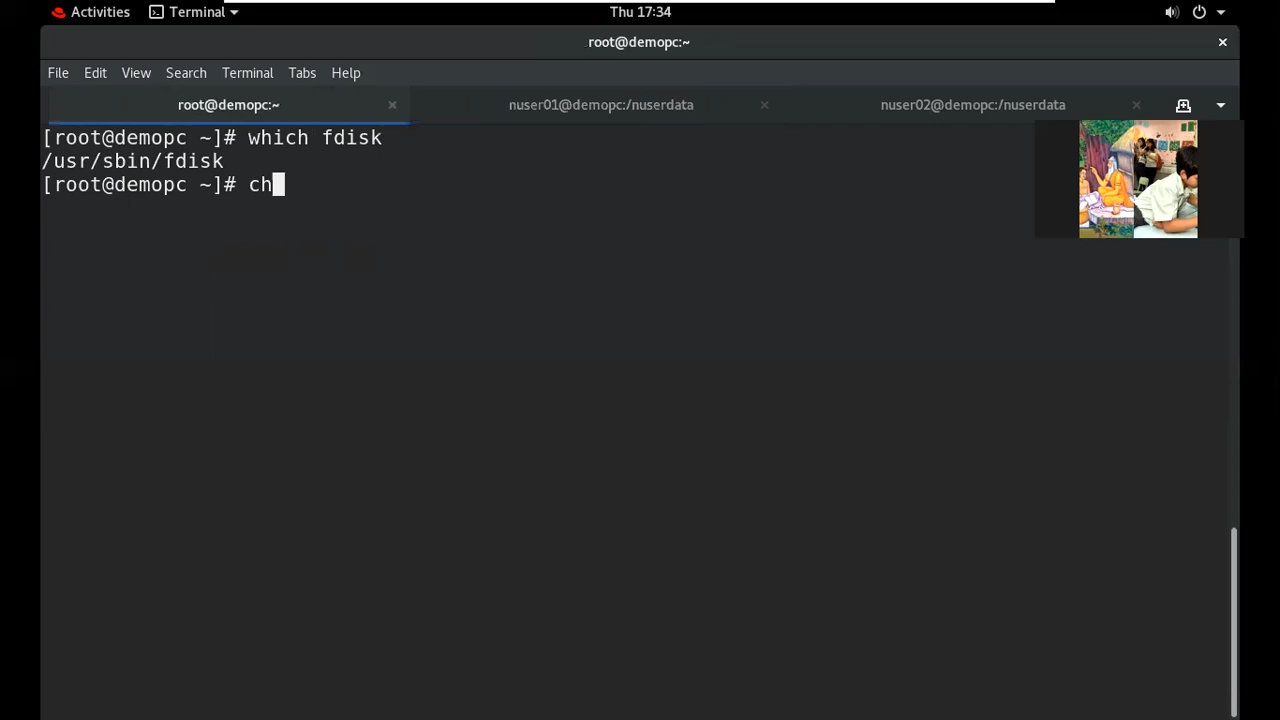 Activities Terminal Thu 17:34
root@demopc:~
File Edit View Search Terminal Tabs Help
root@demopc:~ nuser01@demopc:/nuserdata nuser02@demopc:/nuserdata
[root@demopc ~]# which fdisk
/usr/sbin/fdisk
[root@demopc ~]# ch